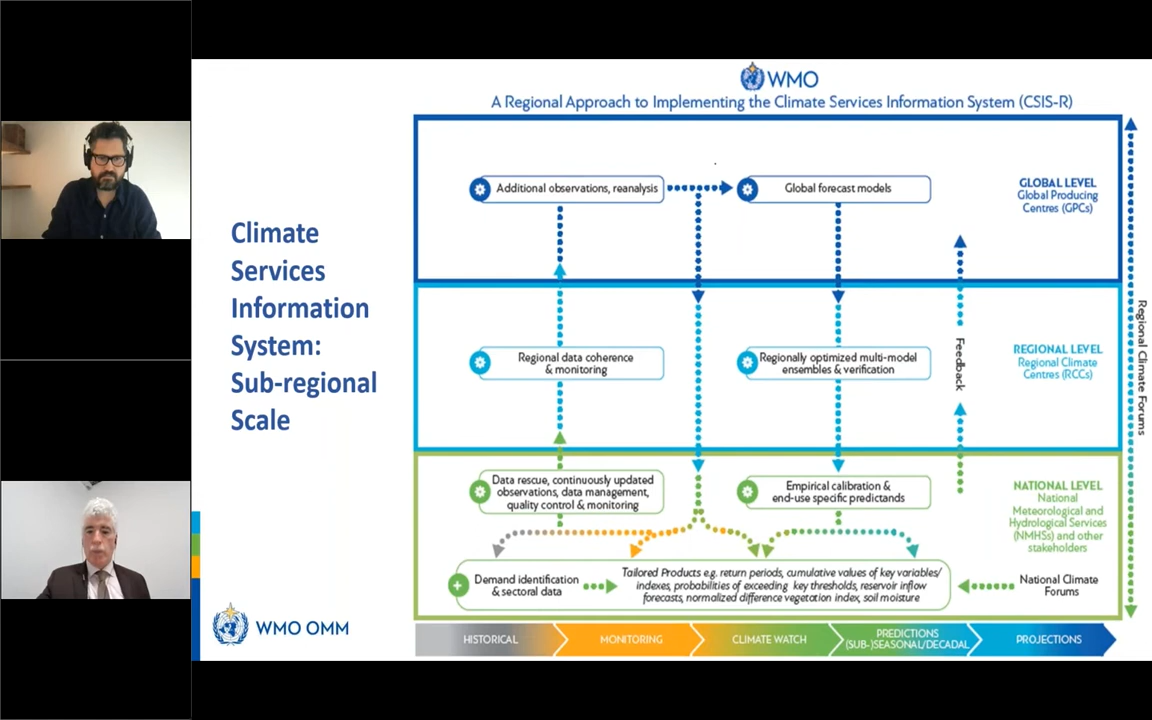 WMO
A Regional Approach to Implementing the Climate Services Information System (CSIS-R)
Climate
Services
Information
System:
Sub-regional
Scale
Additional observations, reanalysis
Global forecast models
GLOBAL LEVEL
Global Producing
Centres (GPCs)
Regional data coherence
& monitoring
Regionally optimized multi-model
ensembles & verification
Feedback
REGIONAL LEVEL
Regional Climate
Centres (RCCs)
Regional Climate Forums
Data rescue, continuously updated
observations, data management,
quality control & monitoring
Empirical calibration &
end-use specific predictands
NATIONAL LEVEL
National
Meteorological and
Hydrological Services
(NMHSs) and other
stakeholders
Demand identification
& sectoral data
Tailored Products e.g. return periods, cumulative values of key variables/
indexes, probabilities of exceeding key thresholds, reservoir inflow
forecasts, normalized difference vegetation index, soil moisture
National Climate
Forums
WMO OMM
HISTORICAL
MONITORING
CLIMATE WATCH
PREDICTIONS
(SUB-)SEASONAL/DECADAL
PROJECTIONS